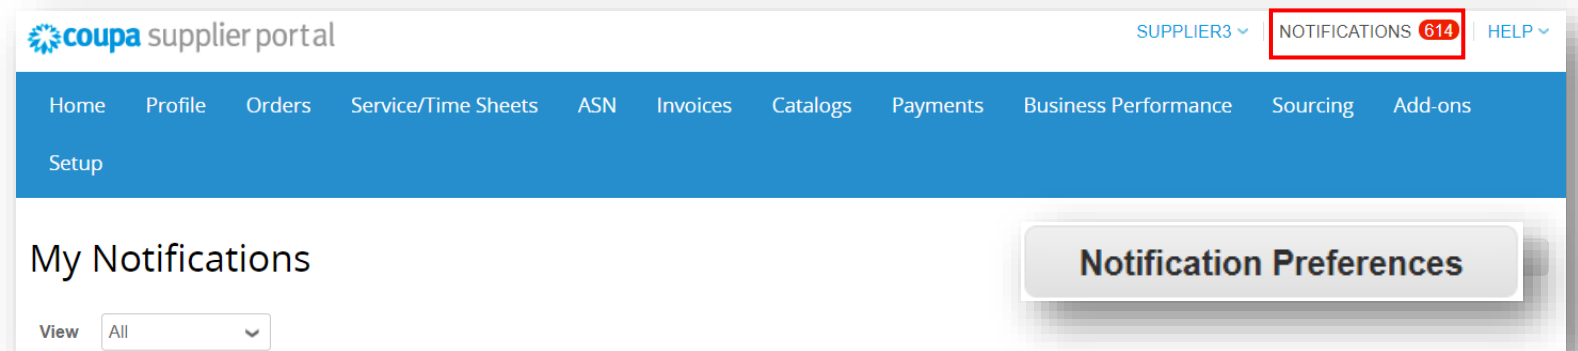 coupa supplier portal SUPPLIER3 NOTIFICATIONS 614 HELP
Home Profile Orders Service/Time Sheets ASN Invoices Catalogs Payments Business Performance Sourcing Add-ons
Setup
My Notifications Notification Preferences
View All